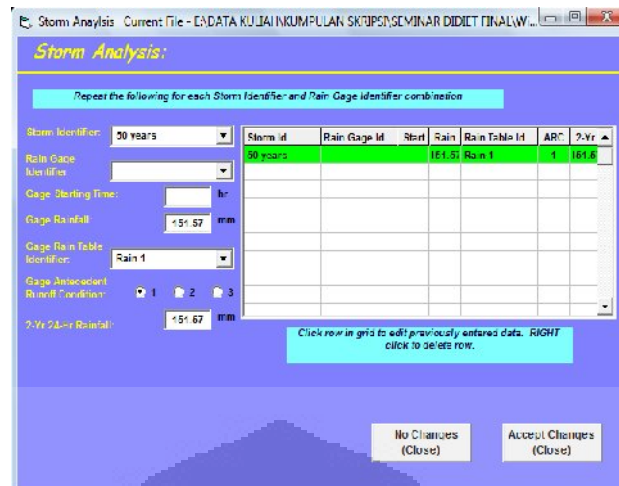 Storm Anaylsis Current File - E:\DATA KULIAH\KUMPULAN SKRIPSI\SEMINAR DIDIET FINAL\W...
Storm Analysis:
Repeat the following for each Storm Identifier and Rain Gage Identifier combination
Storm Identifier: 50 years
Rain Gage Identifier:
Gage Starting Time: hr
Gage Rainfall: 151.57 mm
Gage Rain Table Identifier: Rain 1
Gage Antecedent Runoff Condition: 1 2 3
2-Yr 24-Hr Rainfall: 151.57 mm
Storm Id Rain Gage Id Start Rain Rain Table Id ARC 2-Yr
50 years 151.57 Rain 1 1 151.5
Click row in grid to edit previously entered data. RIGHT
click to delete row.
No Changes
(Close)
Accept Changes
(Close)